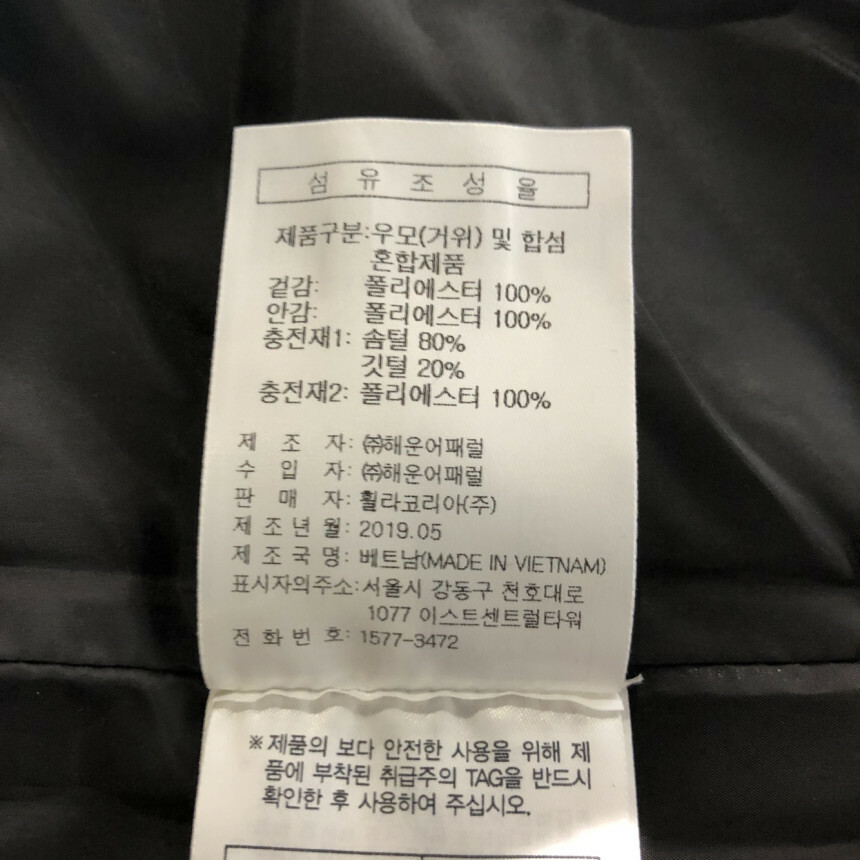 섬 유 조 성 율
제품구분:우모(거위) 및 합섬
혼합제품
겉감: 폴리에스터 100%
안감: 폴리에스터 100%
충전재1: 솜털 80%
깃털 20%
충전재2: 폴리에스터 100%
제 조 자: ㈜해운어패럴
수 입 자: ㈜해운어패럴
판 매 자: 휠라코리아(주)
제 조 년 월: 2019.05
제 조 국 명: 베트남(MADE IN VIETNAM)
표시자의주소:서울시 강동구 천호대로
1077 이스트센트럴타워
전 화 번 호: 1577-3472
※ 제품의 보다 안전한 사용을 위해 제
품에 부착된 취급주의 TAG을 반드시
확인한 후 사용하여 주십시오.